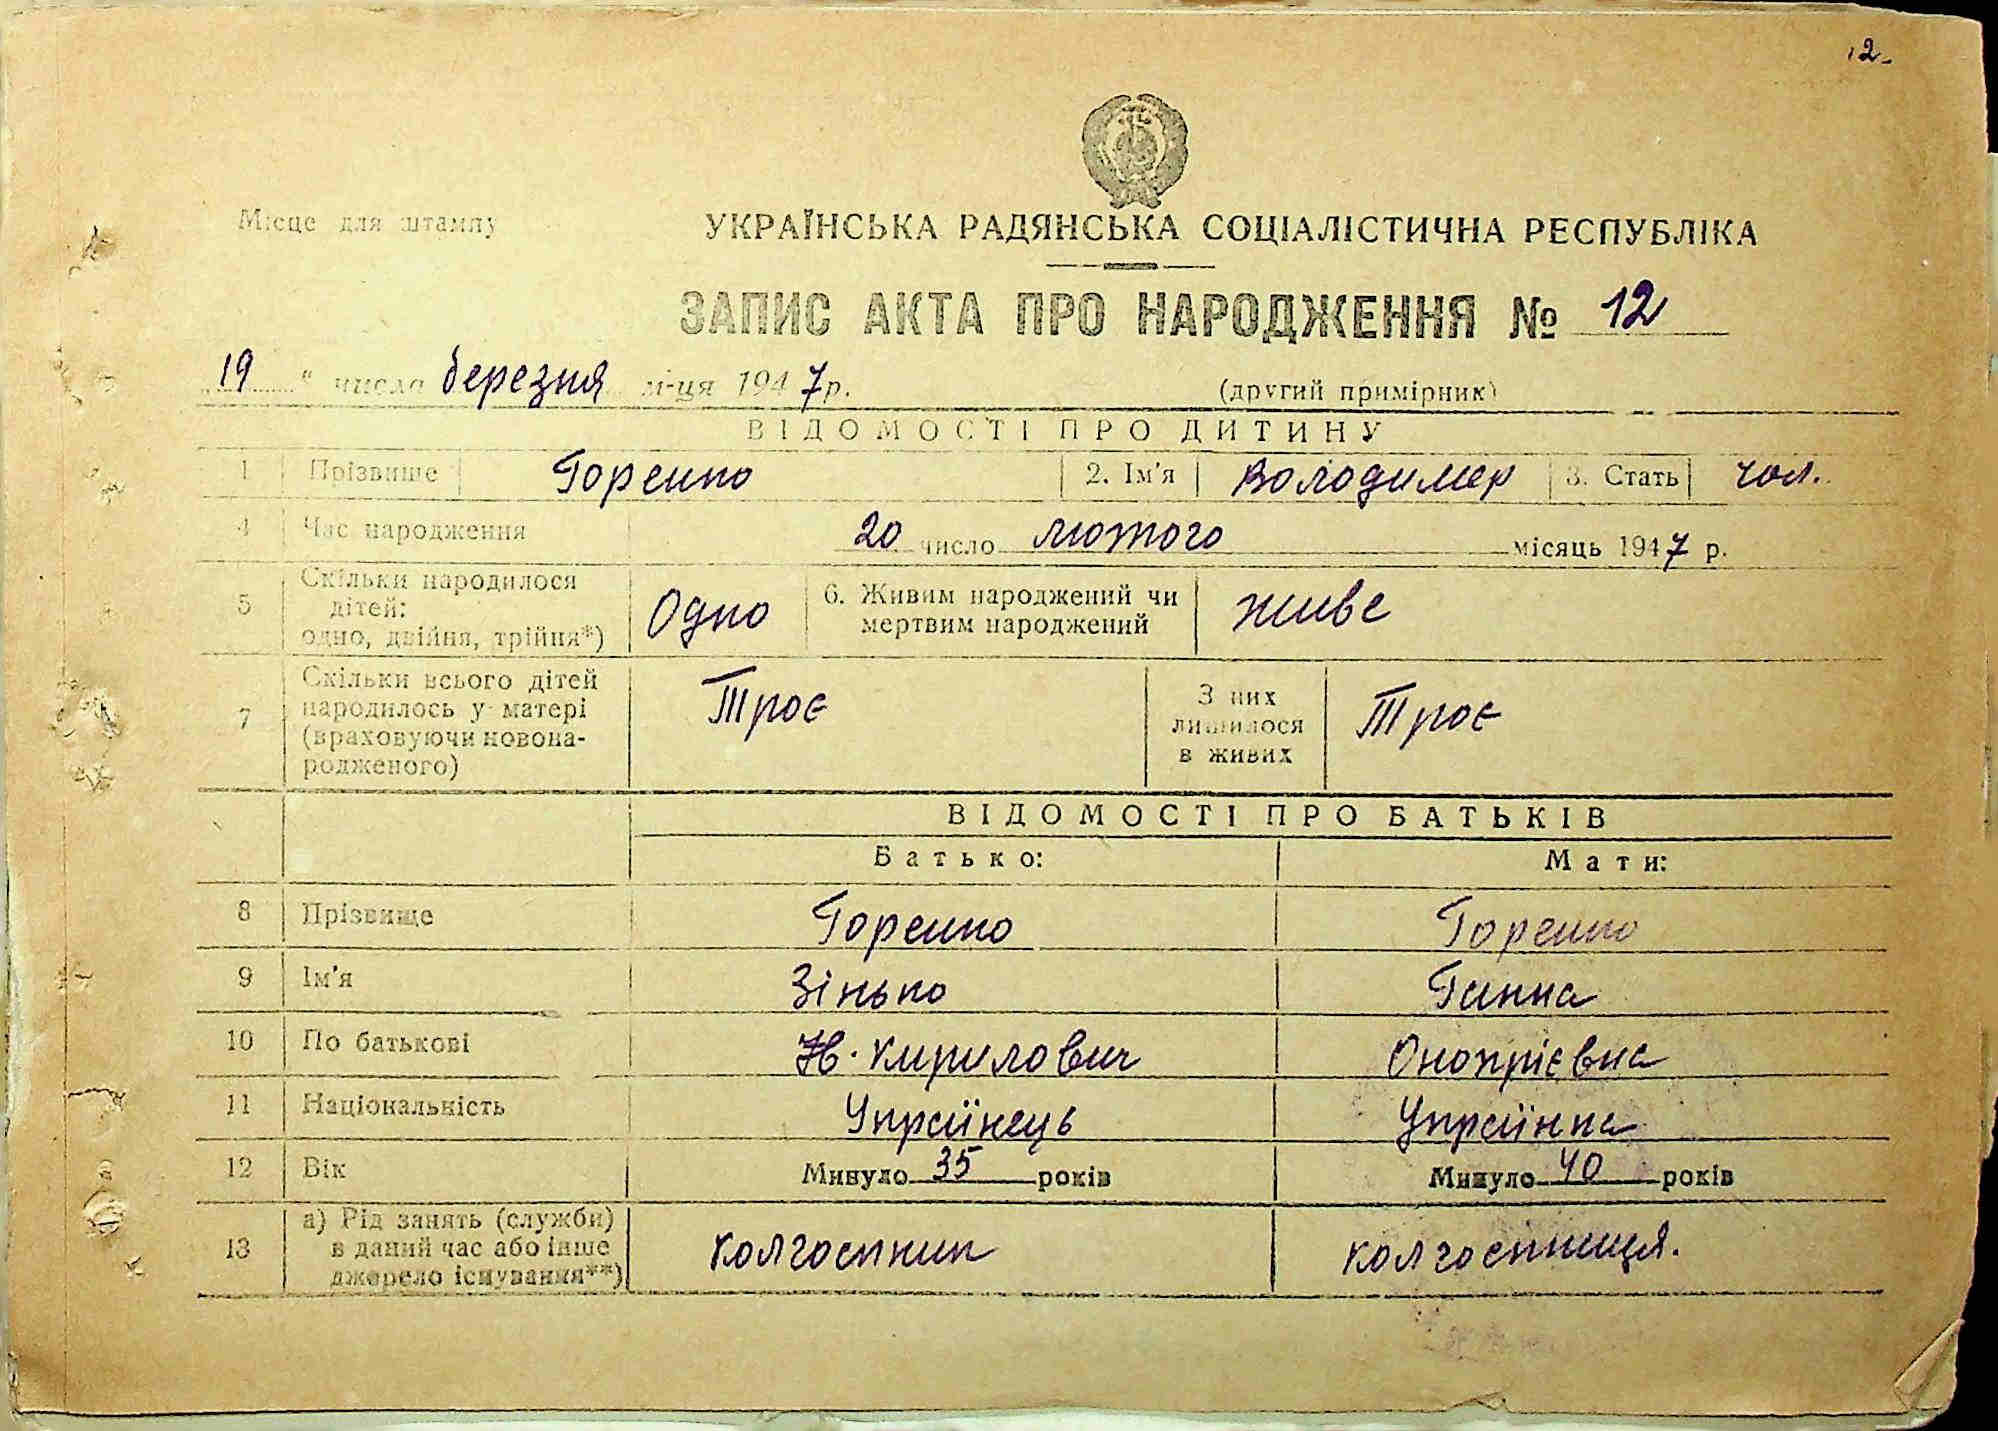 12
Місце для штампу
УКРАЇНСЬКА РАДЯНСЬКА СОЦІАЛІСТИЧНА РЕСПУБЛІКА
ЗАПИС АКТА ПРО НАРОДЖЕННЯ № 12
„19“ числа березня м-ця 1947р.
(другий примірник)
ВІДОМОСТІ ПРО ДИТИНУ
1 Прізвище Горенко 2. Ім'я Володимер 3. Стать чол.
4 Час народження 20 число лютого місяць 1947 р.
5 Скільки народилося дітей: одно, двійня, трійня*) Одно 6. Живим народжений чи мертвим народжений живе
7 Скільки всього дітей народилось у матері (враховуючи новонародженого) Троє З них лишилося в живих Троє
ВІДОМОСТІ ПРО БАТЬКІВ
Батько: Мати:
8 Прізвище Горенко Горенко
9 Ім'я Зінько Ганна
10 По батькові Кирилович Онопрієвна
11 Національність Українець Українка
12 Вік Минуло 35 років Минуло 40 років
13 а) Рід занять (служби) в даний час або інше джерело існування**) колгоспник колгоспниця.